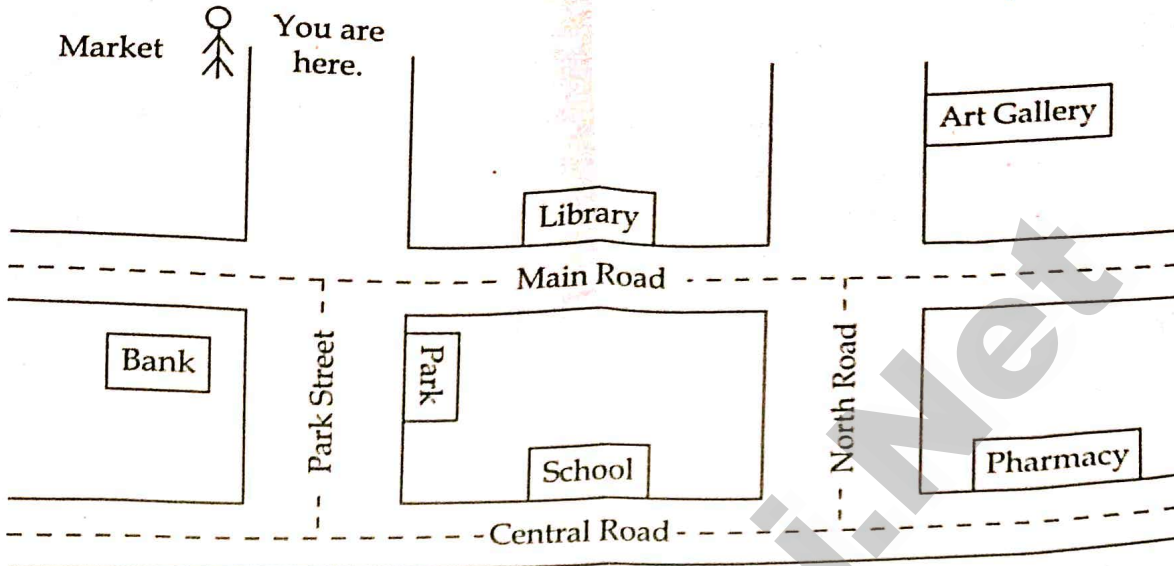 Market
You are
here.
Art Gallery
Library
Main Road
Bank
Park Street
Park
North Road
School
Pharmacy
Central Road
i.Net